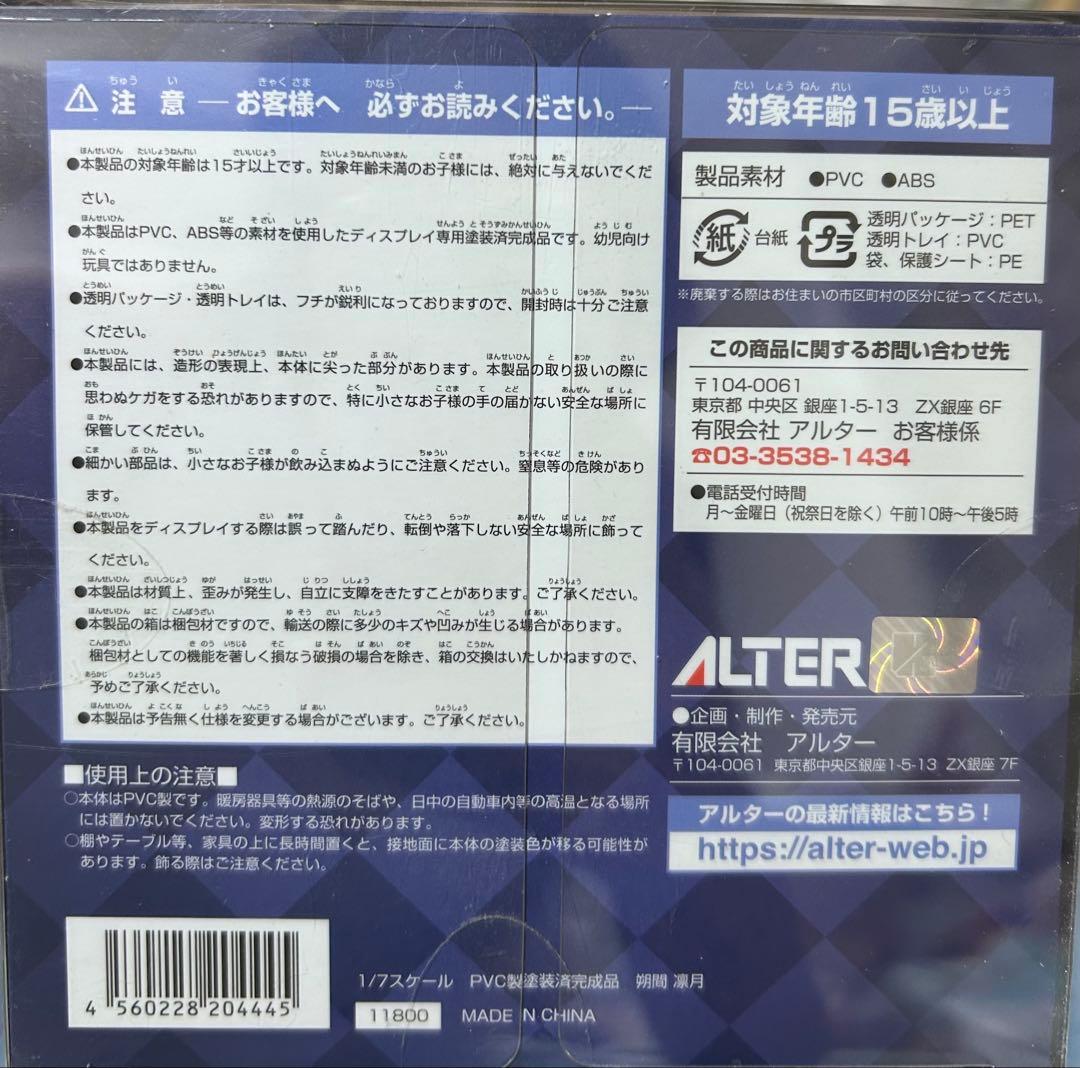 ⚠注意 ― お客様へ 必ずお読みください。―
●本製品の対象年齢は15才以上です。対象年齢未満のお子様には、絶対に与えないでくだ
さい。
●本製品はPVC、ABS等の素材を使用したディスプレイ専用塗装済完成品です。幼児向け
玩具ではありません。
●透明パッケージ・透明トレイは、フチが鋭利になっておりますので、開封時は十分ご注意
ください。
●本製品には、造形の表現上、本体に尖った部分があります。本製品の取り扱いの際に
思わぬケガをする恐れがありますので、特に小さなお子様の手の届かない安全な場所に
保管してください。
●細かい部品は、小さなお子様が飲み込まぬようにご注意ください。窒息等の危険があり
ます。
●本製品をディスプレイする際は誤って踏んだり、転倒や落下しない安全な場所に飾って
ください。
●本製品は材質上、歪みが発生し、自立に支障をきたすことがあります。ご了承ください。
●本製品の箱は梱包材ですので、輸送の際に多少のキズや凹みが生じる場合があります。
梱包材としての機能を著しく損なう破損の場合を除き、箱の交換はいたしかねますので、
予めご了承ください。
●本製品は予告無く仕様を変更する場合がございます。ご了承ください。
■使用上の注意■
○本体はPVC製です。暖房器具等の熱源のそばや、日中の自動車内等の高温となる場所
には置かないでください。変形する恐れがあります。
○棚やテーブル等、家具の上に長時間置くと、接地面に本体の塗装色が移る可能性が
あります。飾る際はご注意ください。
4 560228 204445
対象年齢15歳以上
製品素材 ●PVC ●ABS
紙 台紙 プラ 透明パッケージ：PET
透明トレイ：PVC
袋、保護シート：PE
※廃棄する際はお住まいの市区町村の区分に従ってください。
この商品に関するお問い合わせ先
〒104-0061
東京都 中央区 銀座1-5-13 ZX銀座 6F
有限会社 アルター お客様係
☎03-3538-1434
●電話受付時間
月～金曜日（祝祭日を除く）午前10時～午後5時
ALTER
●企画・制作・発売元
有限会社 アルター
〒104-0061 東京都中央区銀座1-5-13 ZX銀座 7F
アルターの最新情報はこちら！
https://alter-web.jp
1/7スケール PVC製塗装済完成品 朔間 凛月
11800 MADE IN CHINA